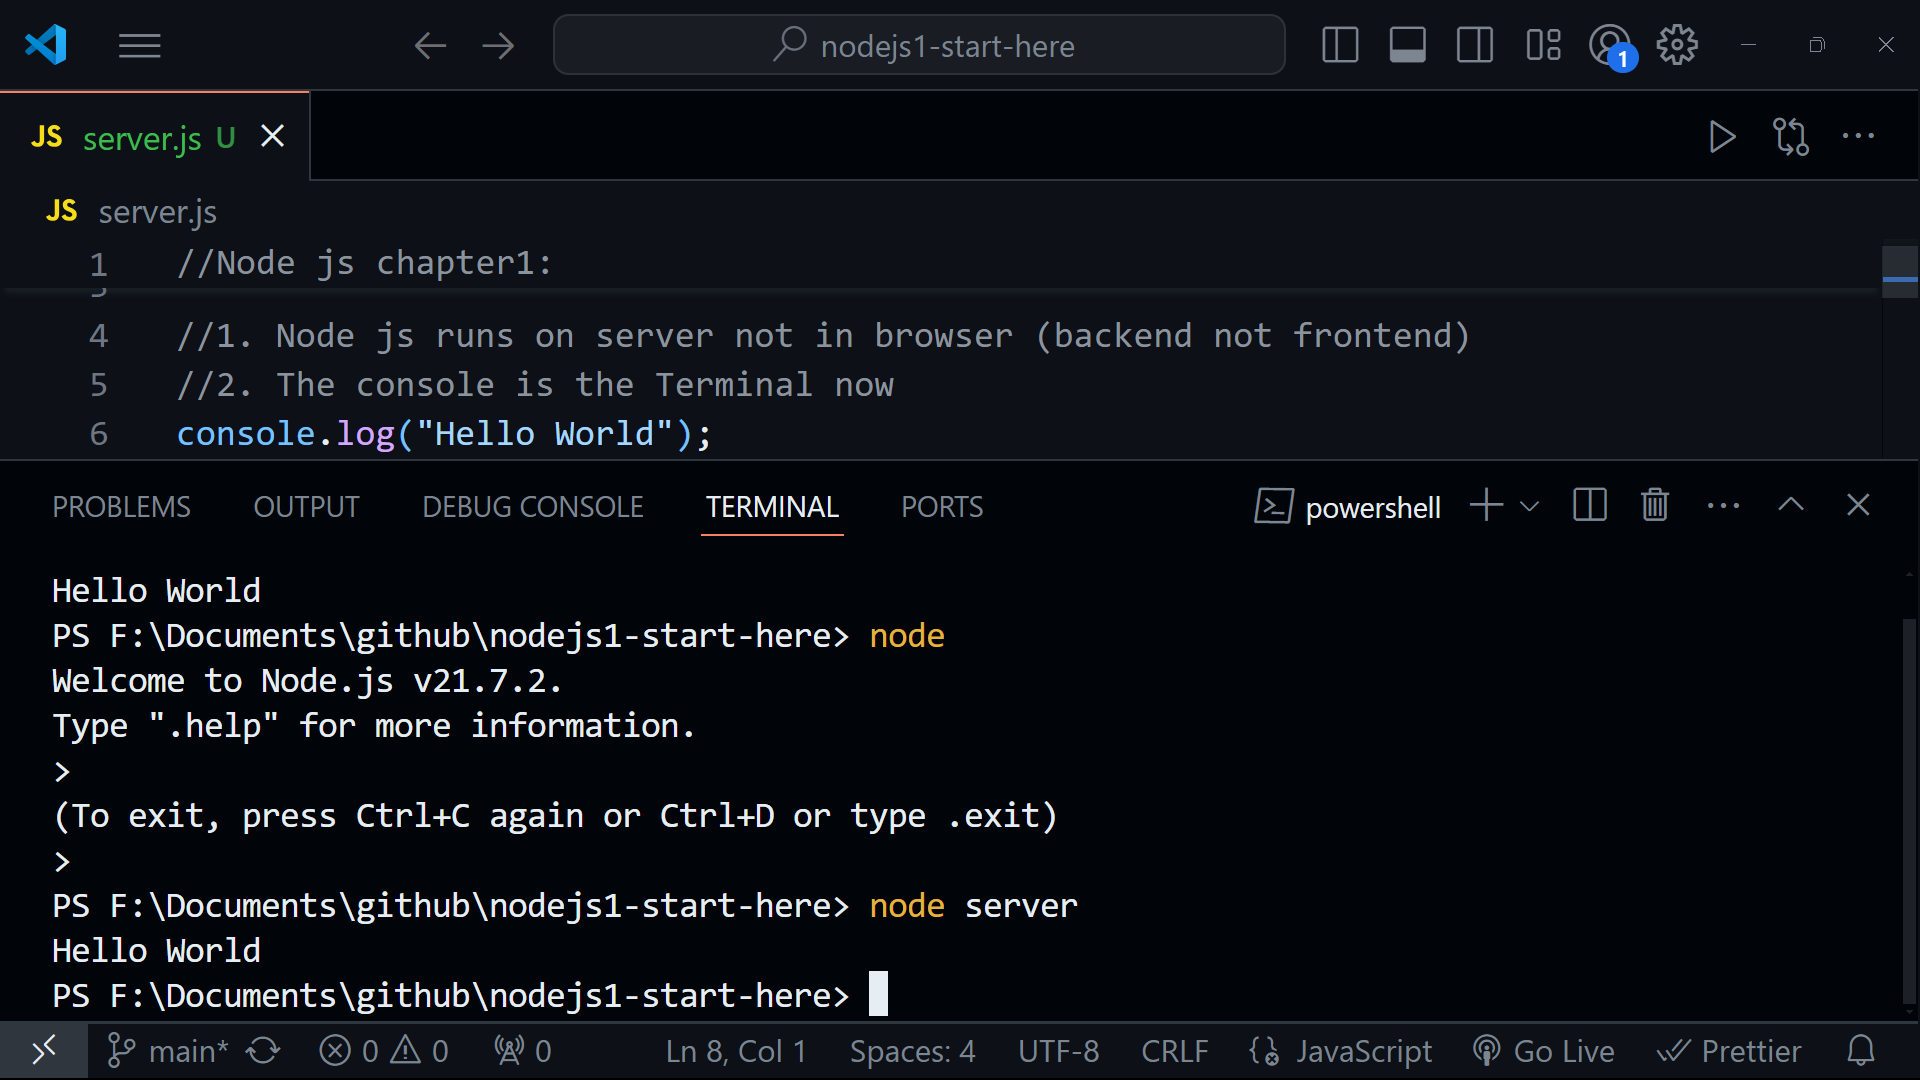 nodejs1-start-here
1
JS server.js U
JS server.js
1 //Node js chapter1:
4 //1. Node js runs on server not in browser (backend not frontend)
5 //2. The console is the Terminal now
6 console.log("Hello World");
PROBLEMS OUTPUT DEBUG CONSOLE TERMINAL PORTS powershell
Hello World
PS F:\Documents\github\nodejs1-start-here> node
Welcome to Node.js v21.7.2.
Type ".help" for more information.
>
(To exit, press Ctrl+C again or Ctrl+D or type .exit)
>
PS F:\Documents\github\nodejs1-start-here> node server
Hello World
PS F:\Documents\github\nodejs1-start-here>
main* 0 0 0 Ln 8, Col 1 Spaces: 4 UTF-8 CRLF JavaScript Go Live Prettier